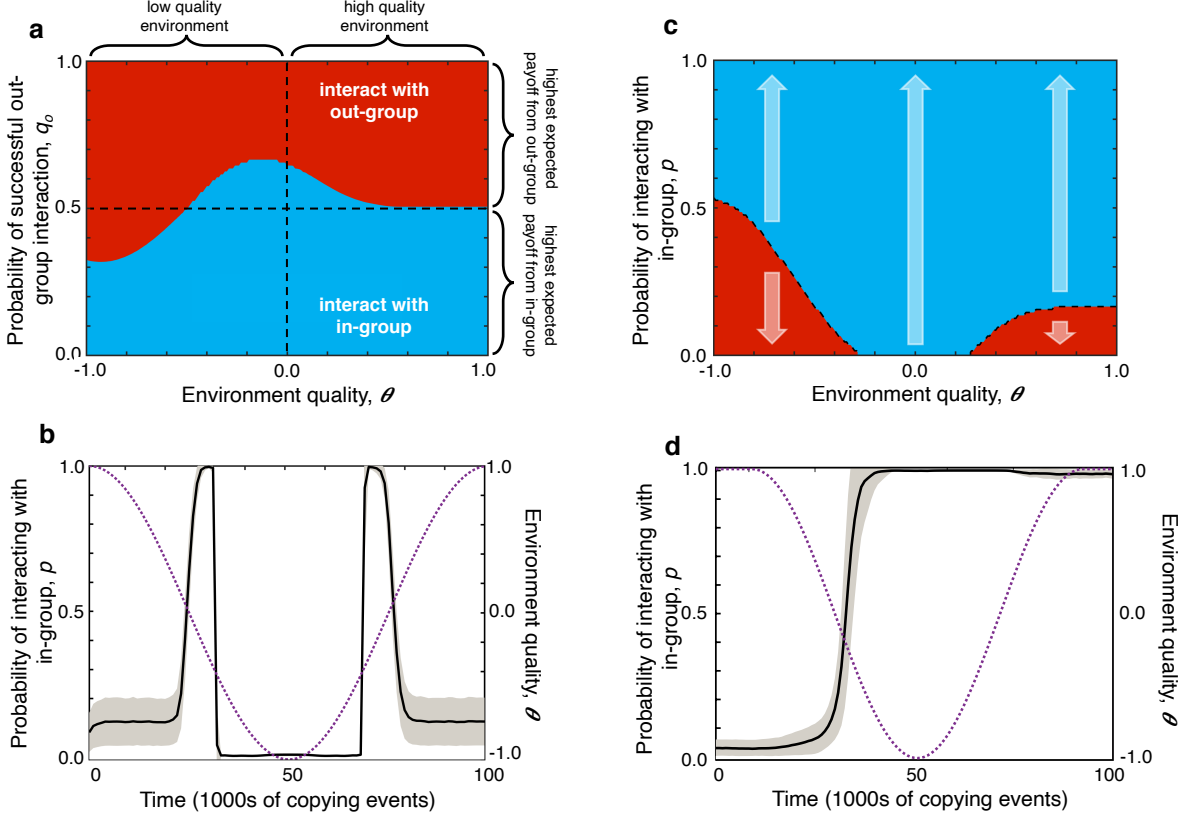 a
low quality
environment
high quality
environment
1.0
0.5
0.0
Probability of successful out-
group interaction, qo
interact with
out-group
interact with
in-group
highest expected
payoff from out-group
highest expected
payoff from in-group
-1.0
0.0
1.0
Environment quality, θ
c
1.0
0.5
0.0
Probability of interacting with
in-group, p
-1.0
0.0
1.0
Environment quality, θ
b
1.0
0.5
0.0
Probability of interacting with
in-group, p
1.0
0.0
-1.0
Environment quality, θ
0
50
100
Time (1000s of copying events)
d
1.0
0.5
0.0
Probability of interacting with
in-group, p
1.0
0.0
-1.0
Environment quality, θ
0
50
100
Time (1000s of copying events)